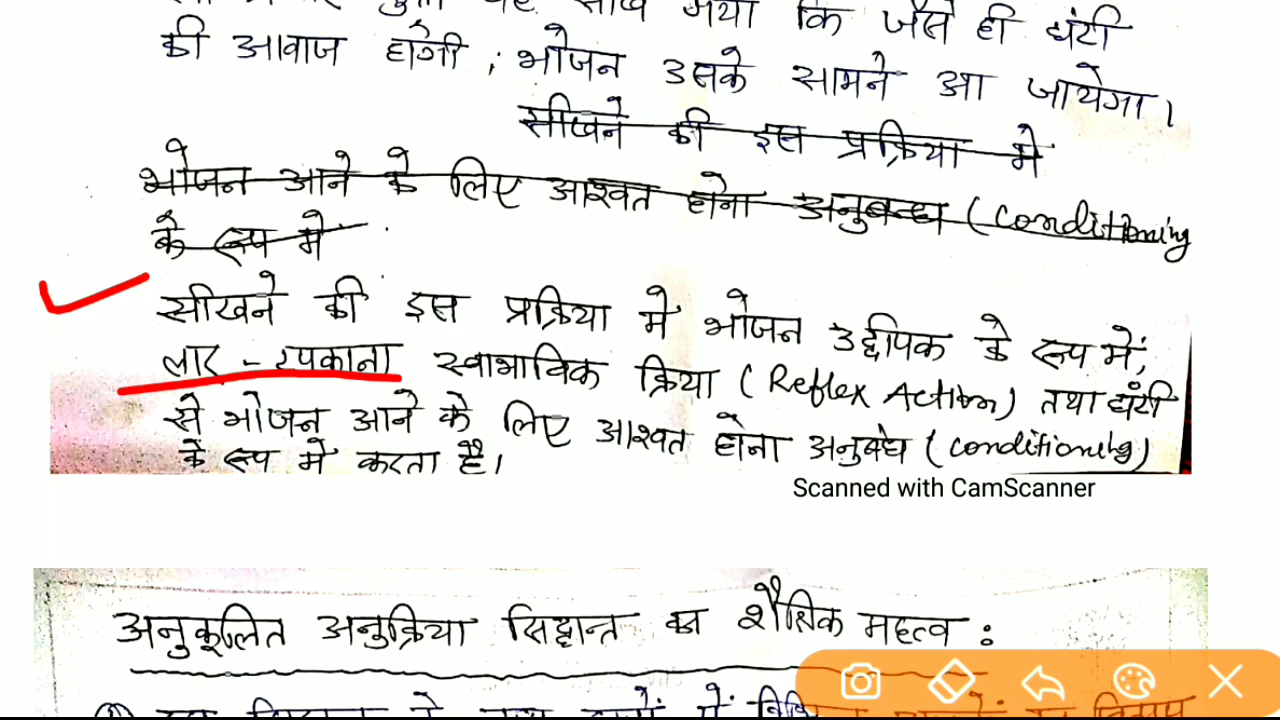 गया कि जैसे ही घंटी
की आवाज होगी, भोजन उसके सामने आ जायेगा।
सीखने की इस प्रक्रिया मे
भोजन आने के लिए आश्वत होना अनुबन्ध (Conditioning
के रूप मे
सीखने की इस प्रक्रिया मे भोजन उद्दीपक के रूप में,
लार - टपकाना स्वाभाविक क्रिया (Reflex Action) तथा घंटी
से भोजन आने के लिए आश्वत होना अनुबंध (Conditioning)
के रूप मे करता है।
Scanned with CamScanner
अनुकूलित अनुक्रिया सिद्धान्त का शैक्षिक महत्व :